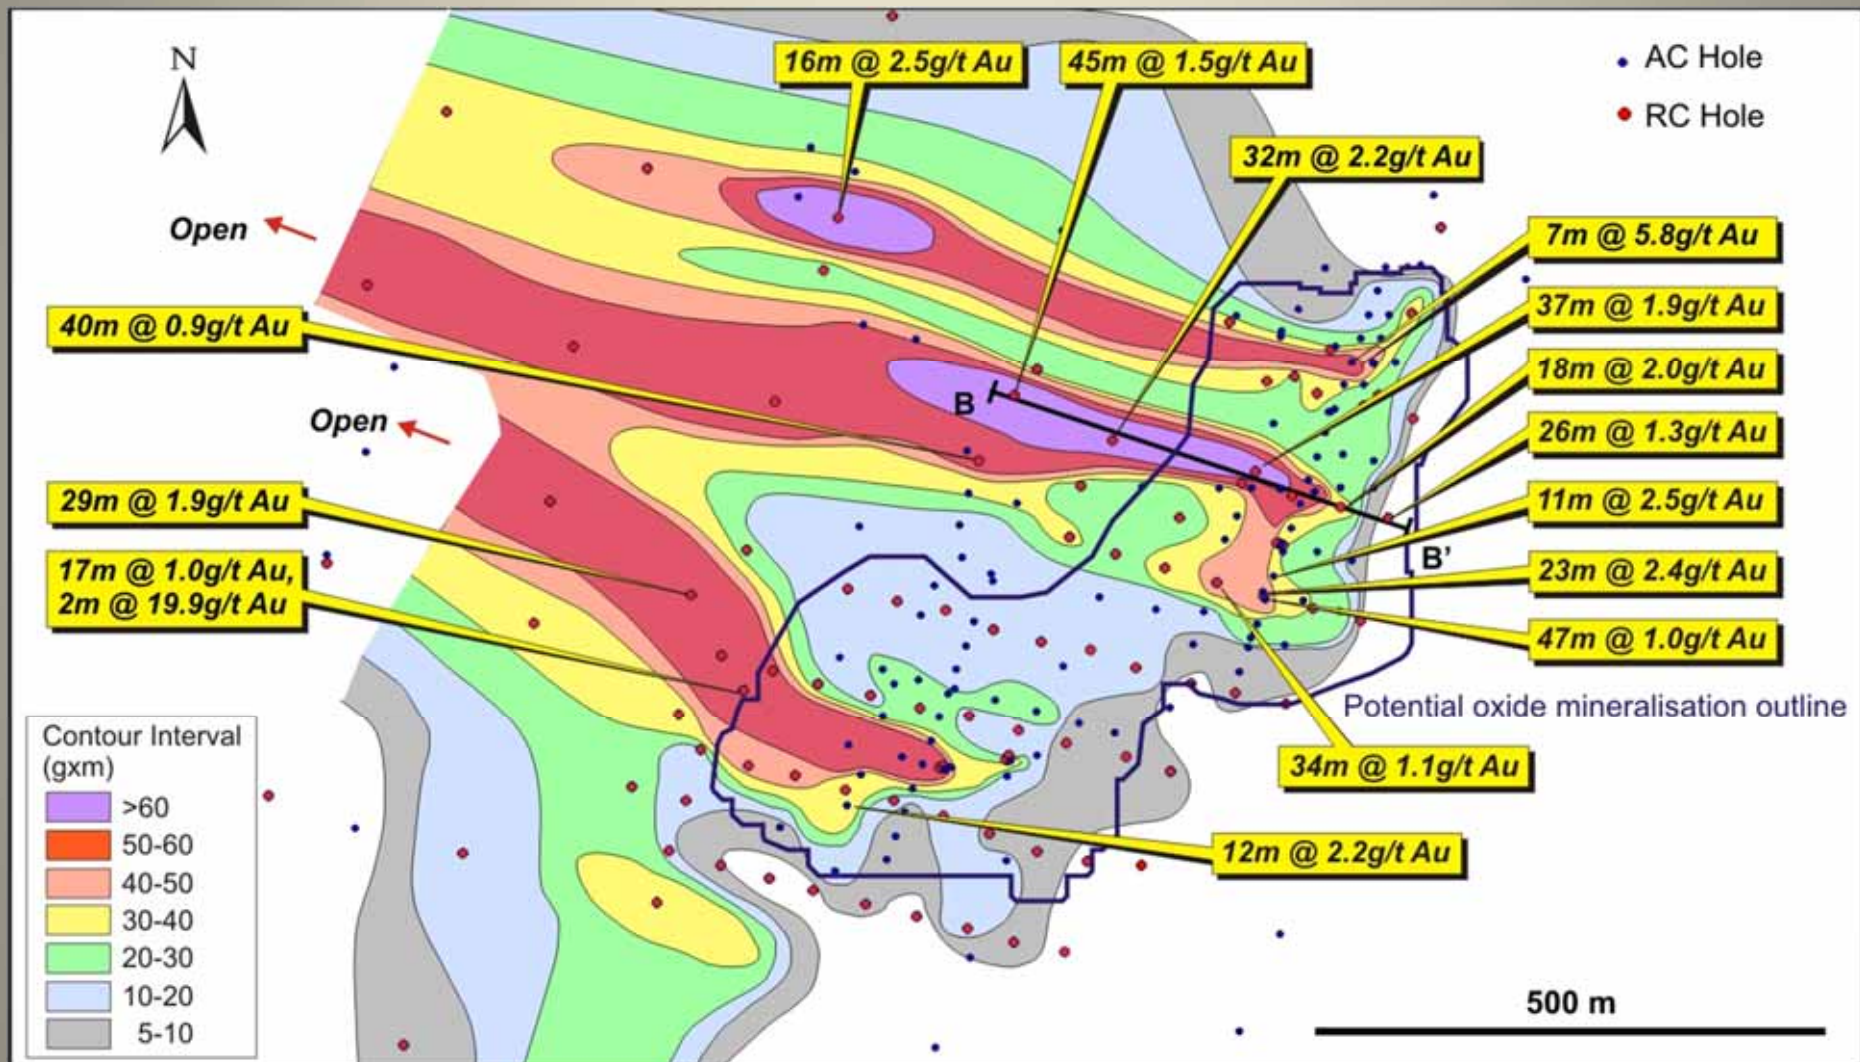 16m @ 2.5g/t Au
45m @ 1.5g/t Au
AC Hole
RC Hole
N
32m @ 2.2g/t Au
Open
7m @ 5.8g/t Au
37m @ 1.9g/t Au
40m @ 0.9g/t Au
18m @ 2.0g/t Au
B
Open
26m @ 1.3g/t Au
29m @ 1.9g/t Au
11m @ 2.5g/t Au
B’
17m @ 1.0g/t Au,
2m @ 19.9g/t Au
23m @ 2.4g/t Au
47m @ 1.0g/t Au
Potential oxide mineralisation outline
34m @ 1.1g/t Au
12m @ 2.2g/t Au
Contour Interval
(gxm)
>60
50-60
40-50
30-40
20-30
10-20
5-10
500 m